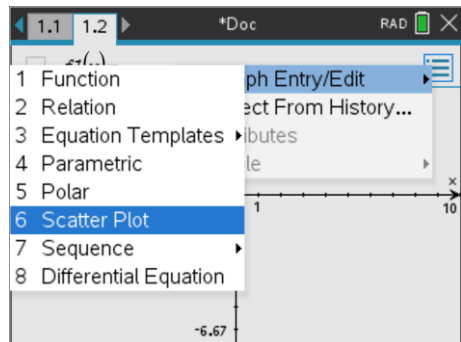 1.1 1.2 *Doc RAD
1 Function
2 Relation
3 Equation Templates
4 Parametric
5 Polar
6 Scatter Plot
7 Sequence
8 Differential Equation
ph Entry/Edit
ect From History...
ibutes
le
x
1 10
-6.67